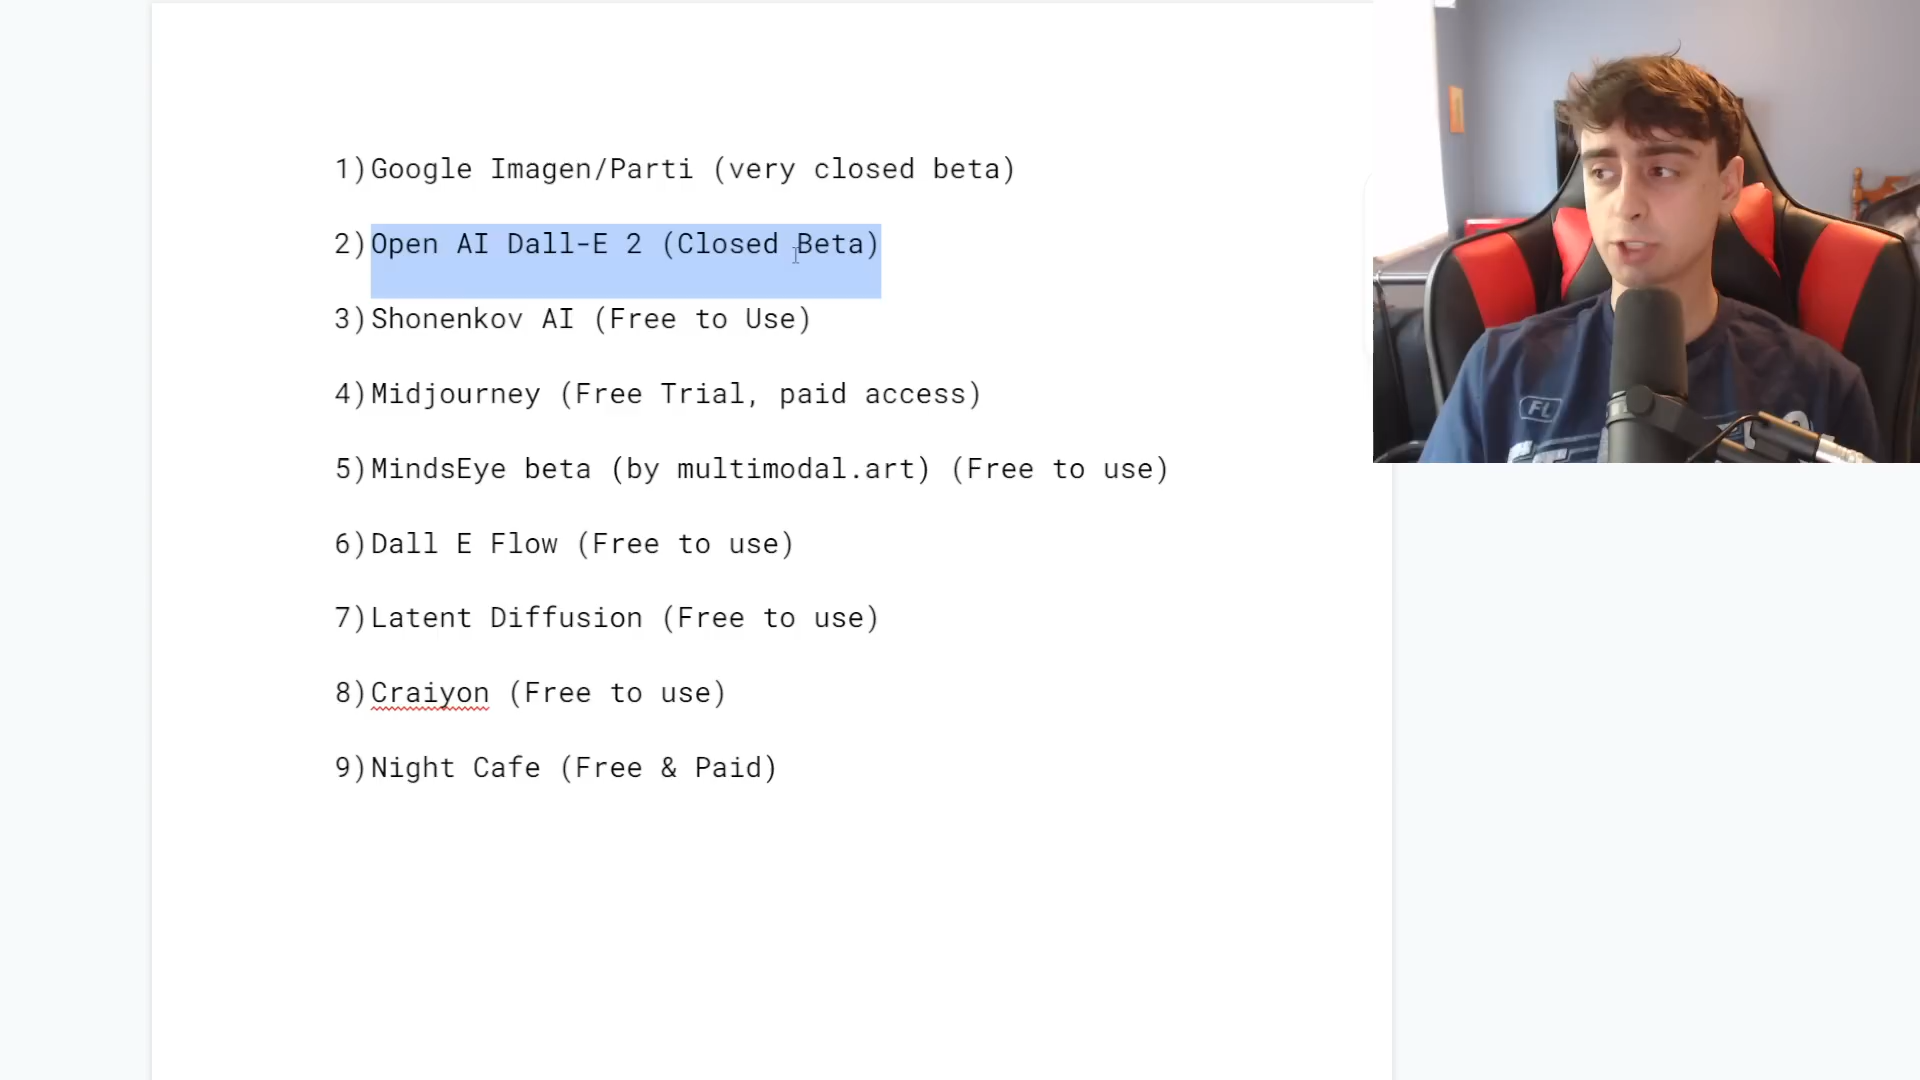 1) Google Imagen/Parti (very closed beta)
2) Open AI Dall-E 2 (Closed Beta)
3) Shonenkov AI (Free to Use)
4) Midjourney (Free Trial, paid access)
5) MindsEye beta (by multimodal.art) (Free to use)
6) Dall E Flow (Free to use)
7) Latent Diffusion (Free to use)
8) Craiyon (Free to use)
9) Night Cafe (Free & Paid)
FL